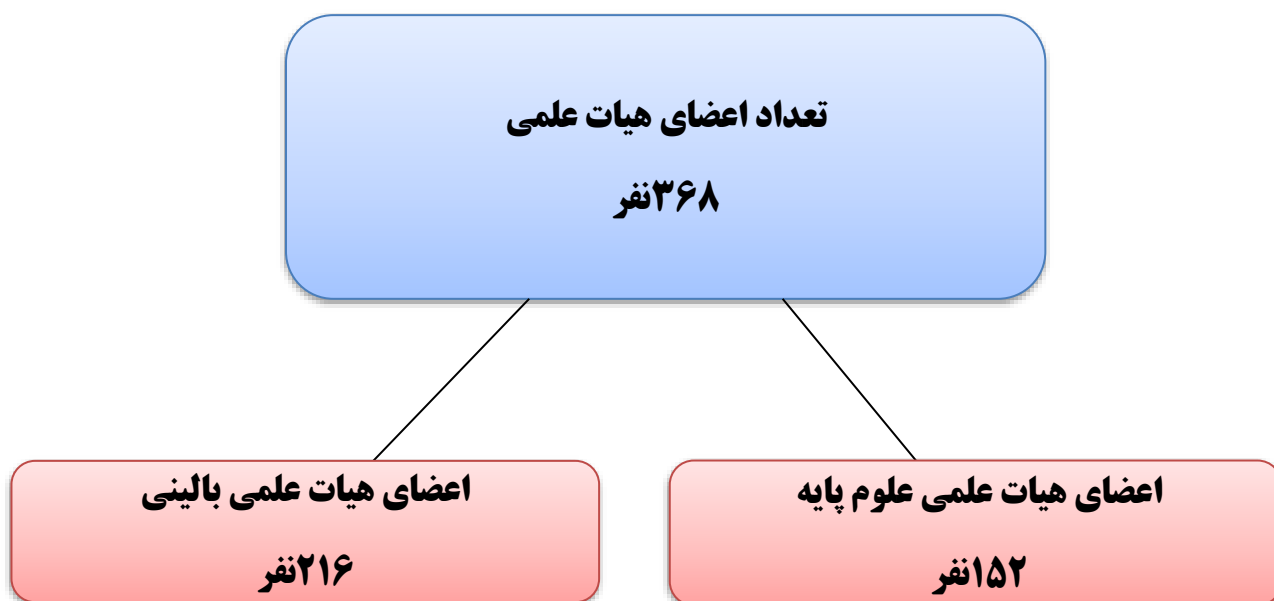 تعداد اعضای هیات علمی
۳۶۸نفر
اعضای هیات علمی علوم پایه
۱۵۲نفر
اعضای هیات علمی بالینی
۲۱۶نفر